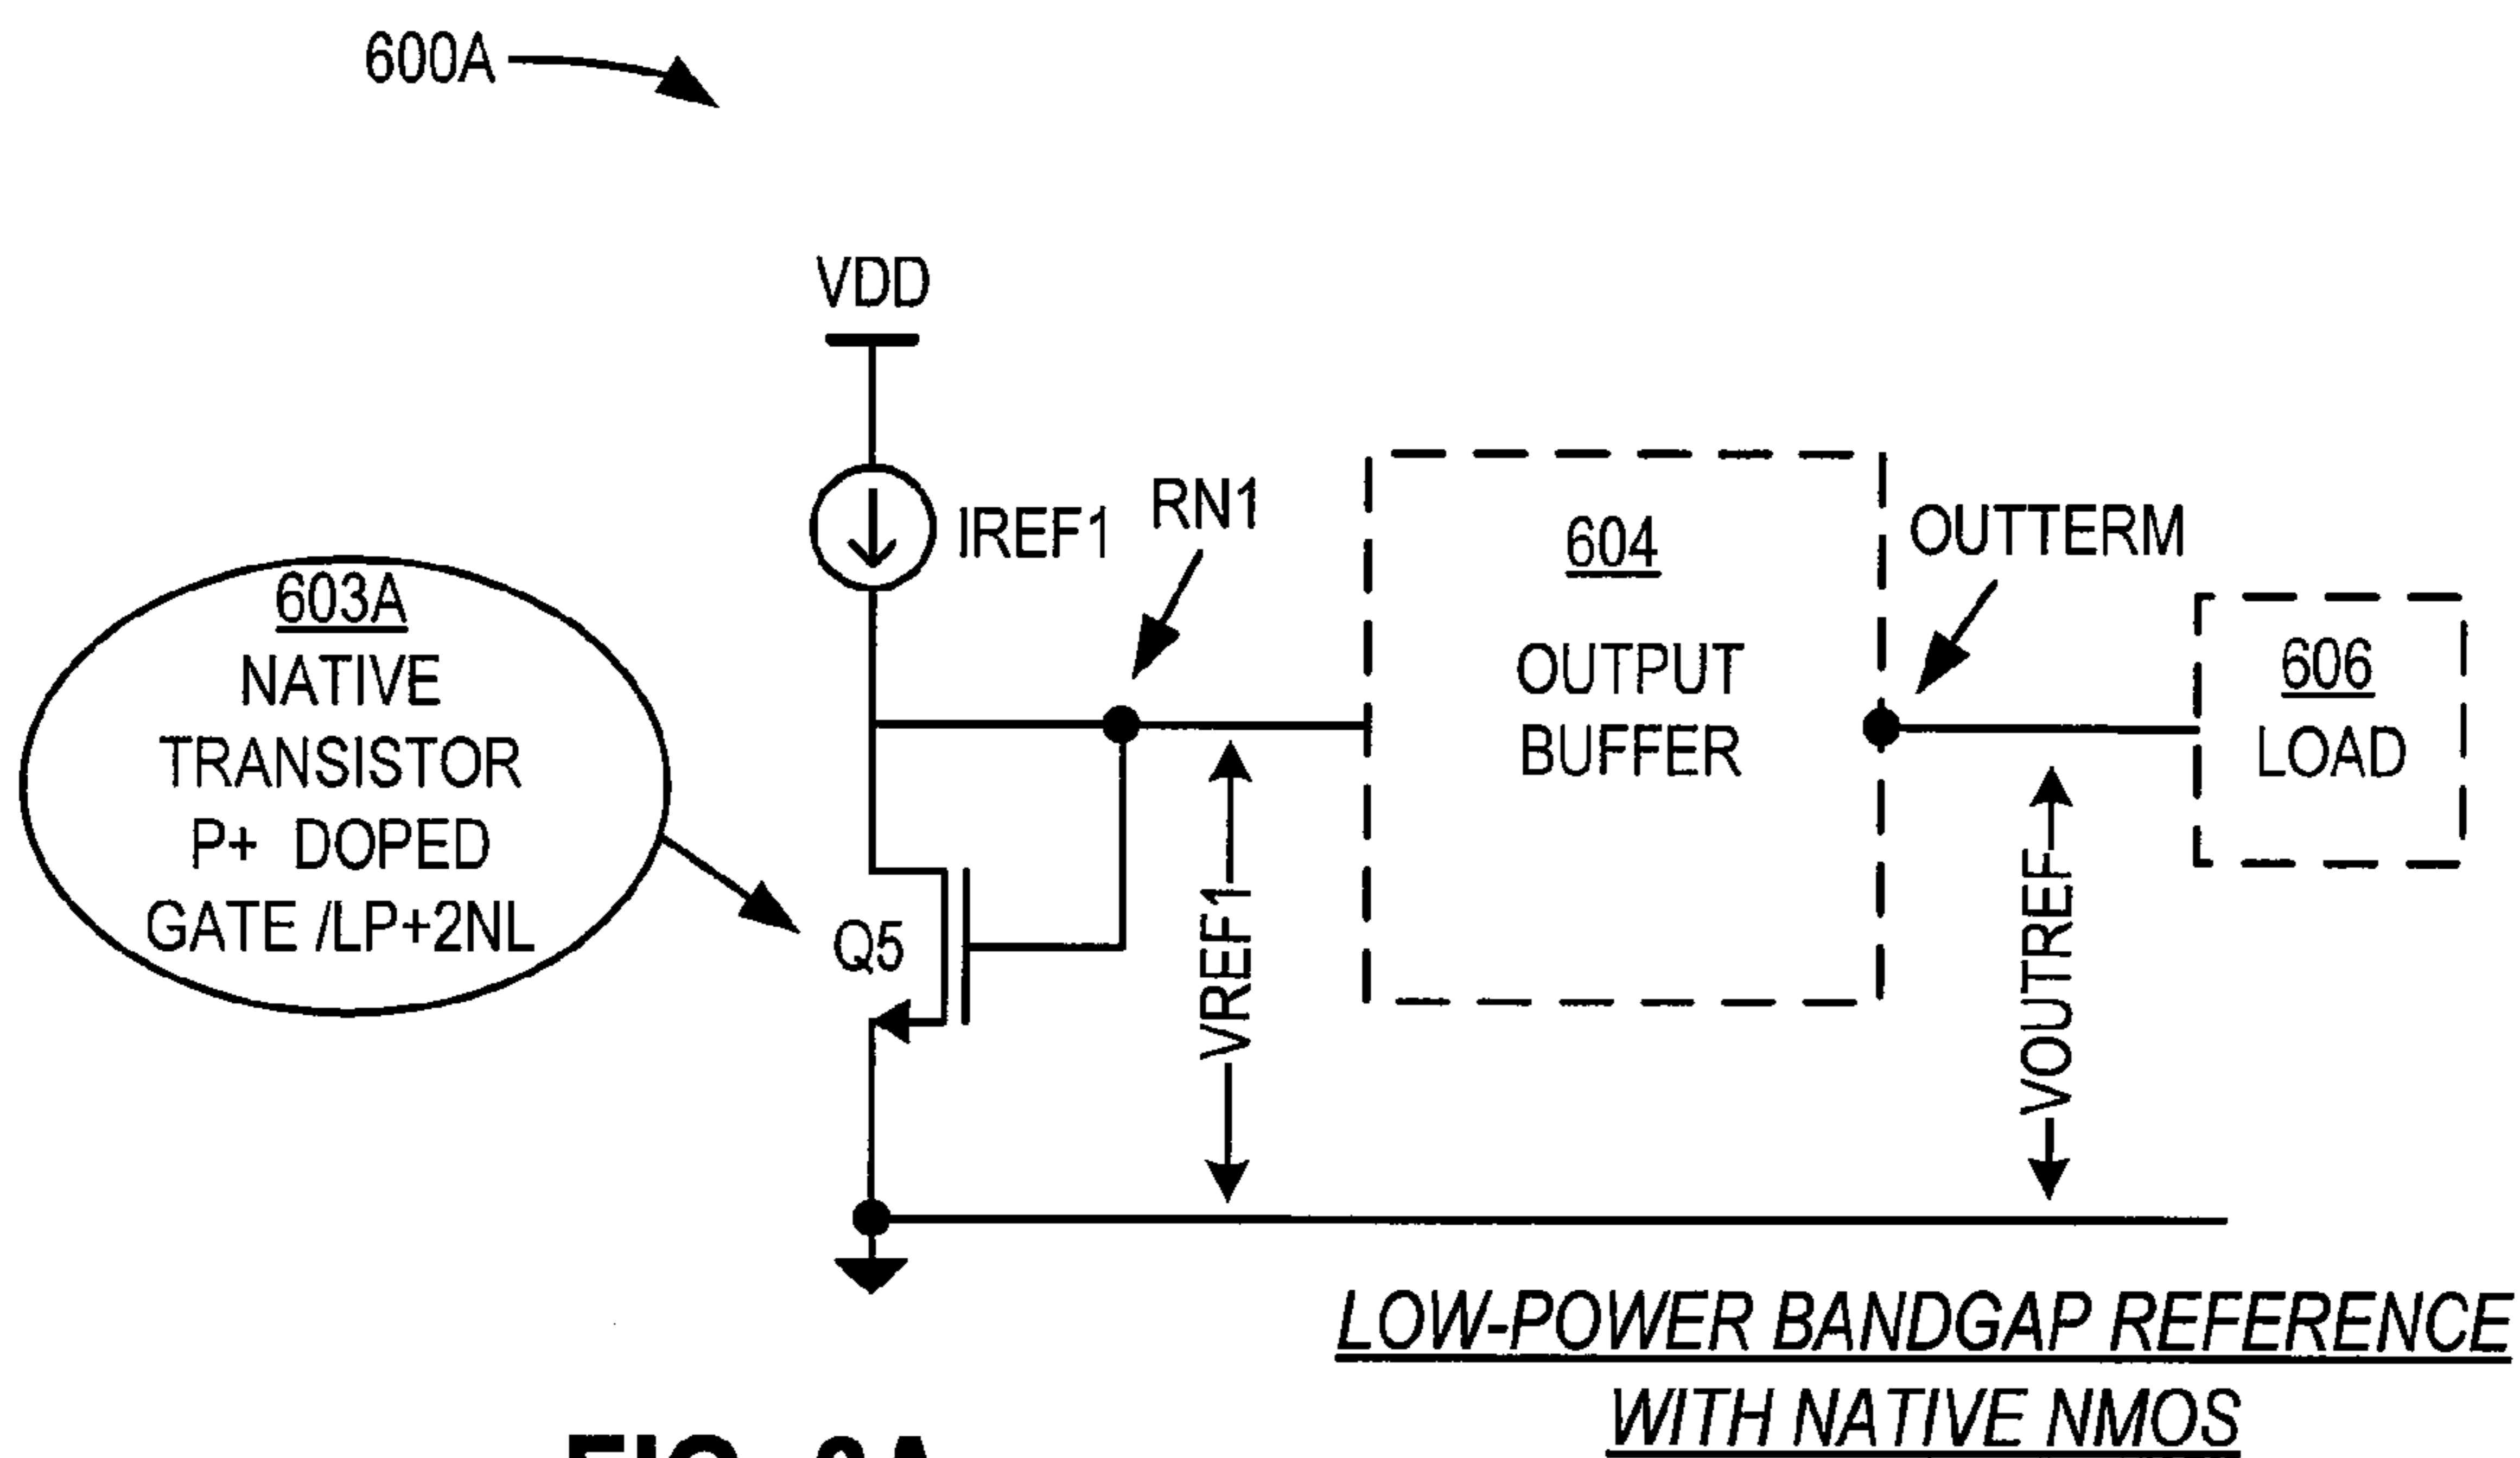 600A
VDD
IREF1
RN1
604
OUTPUT
BUFFER
OUTTERM
606
LOAD
603A
NATIVE
TRANSISTOR
P+ DOPED
GATE /LP+2NL
Q5
VREF1
VOUTREF
LOW-POWER BANDGAP REFERENCE
WITH NATIVE NMOS